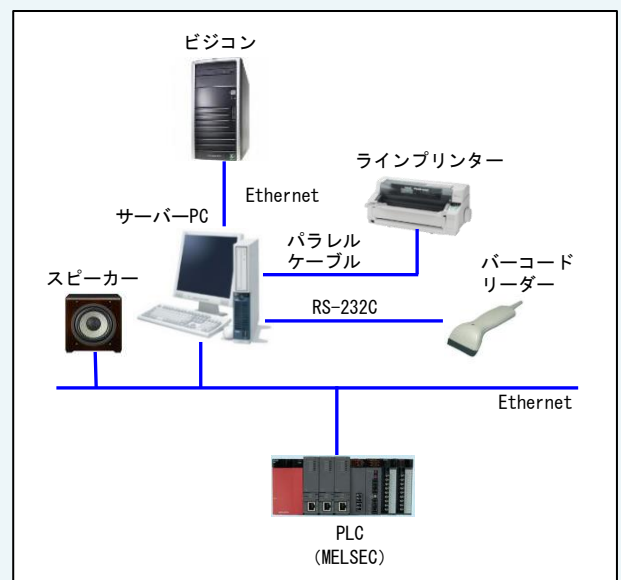 ビジコン
ラインプリンター
Ethernet
サーバーPC
パラレル
ケーブル
バーコード
リーダー
スピーカー
RS-232C
Ethernet
PLC
(MELSEC)